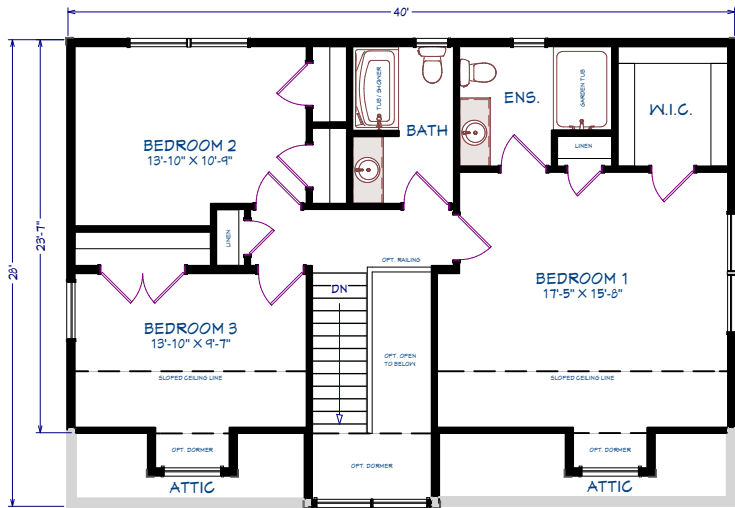 40'
28'
23'-7"
BEDROOM 2
13'-10" X 10'-9"
TUB/SHOWER
BATH
ENS.
GARDEN TUB
LINEN
W.I.C.
LINEN
OPT. RAILING
DN
BEDROOM 1
17'-5" X 15'-8"
BEDROOM 3
13'-10" X 9'-7"
OPT. OPEN
TO BELOW
SLOPED CEILING LINE
SLOPED CEILING LINE
OPT. DORMER
OPT. DORMER
OPT. DORMER
ATTIC
ATTIC